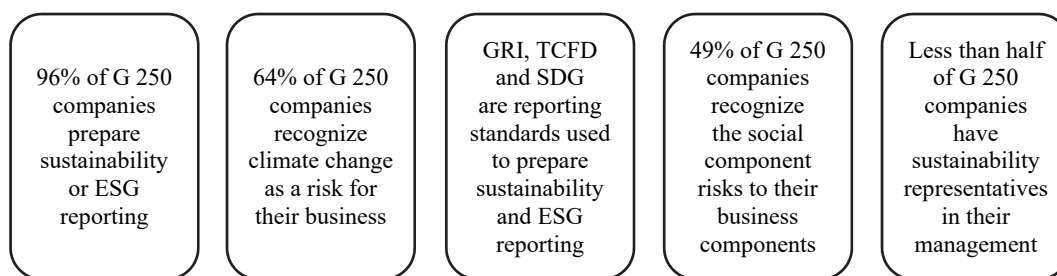 96% of G 250
companies
prepare
sustainability
or ESG
reporting
64% of G 250
companies
recognize
climate change
as a risk for
their business
GRI, TCFD
and SDG
are reporting
standards used
to prepare
sustainability
and ESG
reporting
49% of G 250
companies
recognize
the social
component
risks to their
business
components
Less than half
of G 250
companies
have
sustainability
representatives
in their
management